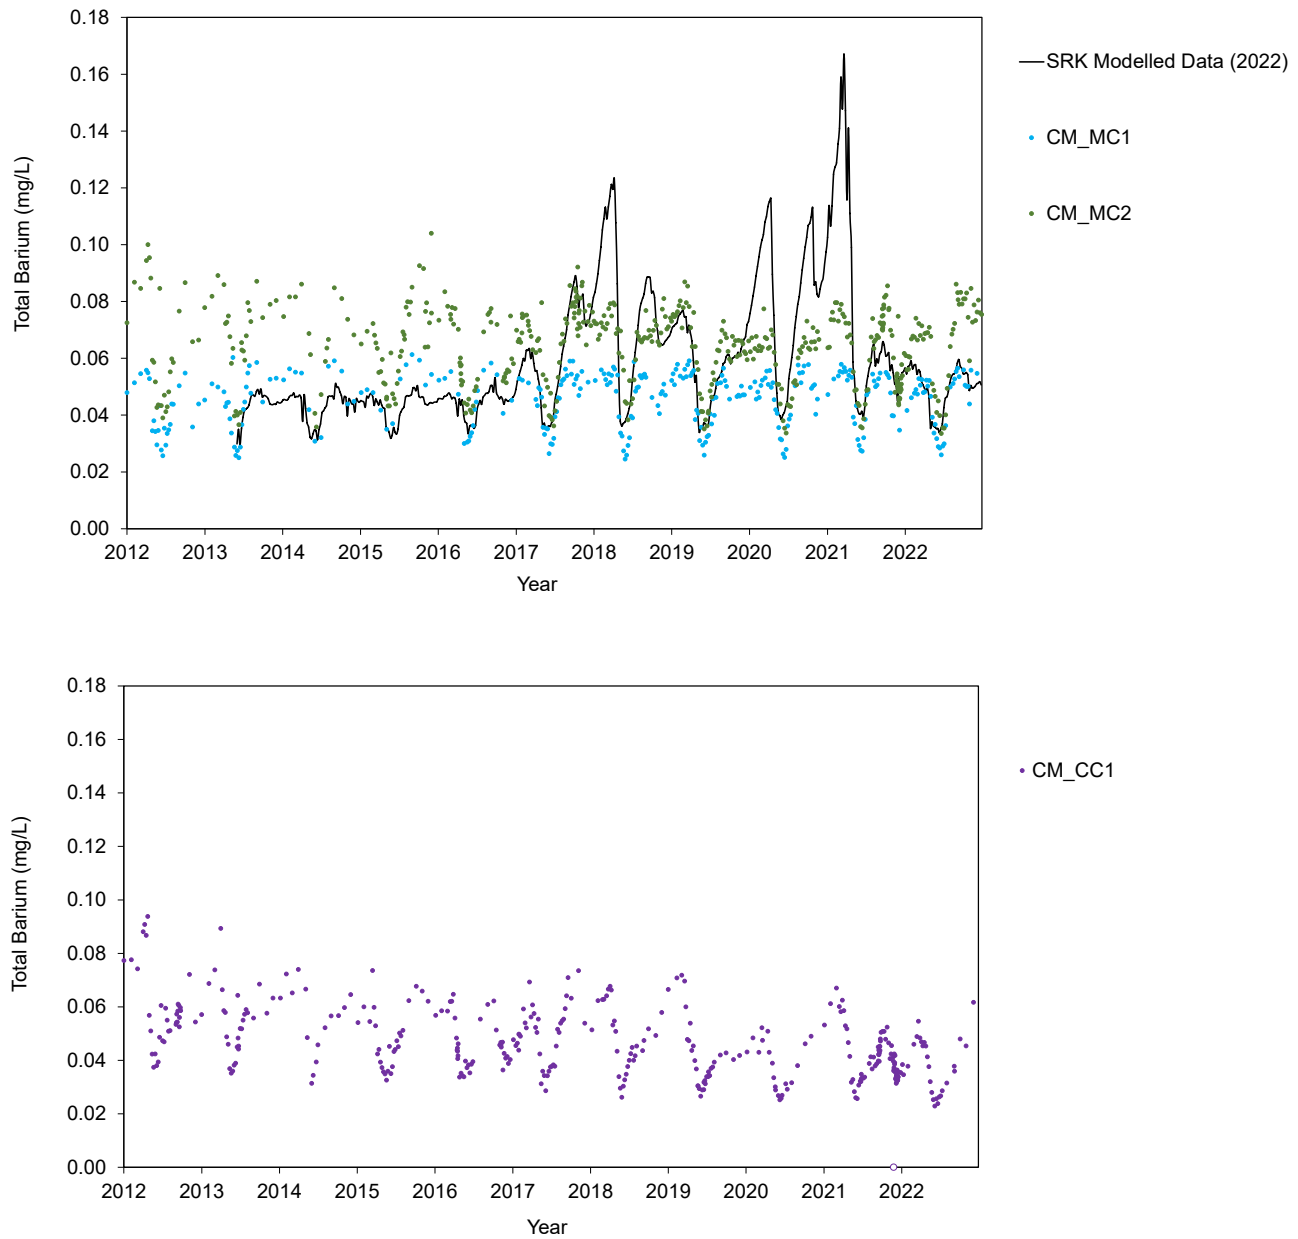 0.18
0.16
0.14
0.12
0.10
0.08
0.06
0.04
0.02
0.00
Total Barium (mg/L)
2012 2013 2014 2015 2016 2017 2018 2019 2020 2021 2022
Year
SRK Modelled Data (2022)
CM_MC1
CM_MC2
0.18
0.16
0.14
0.12
0.10
0.08
0.06
0.04
0.02
0.00
Total Barium (mg/L)
2012 2013 2014 2015 2016 2017 2018 2019 2020 2021 2022
Year
CM_CC1